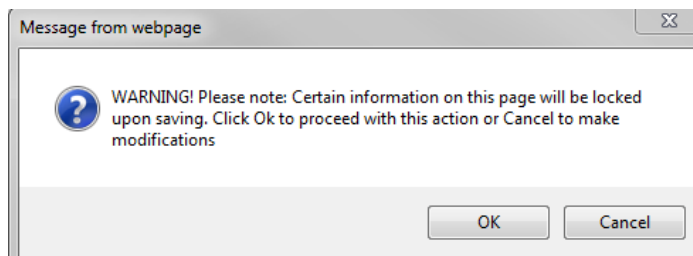 Message from webpage
WARNING! Please note: Certain information on this page will be locked
upon saving. Click Ok to proceed with this action or Cancel to make
modifications
OK Cancel